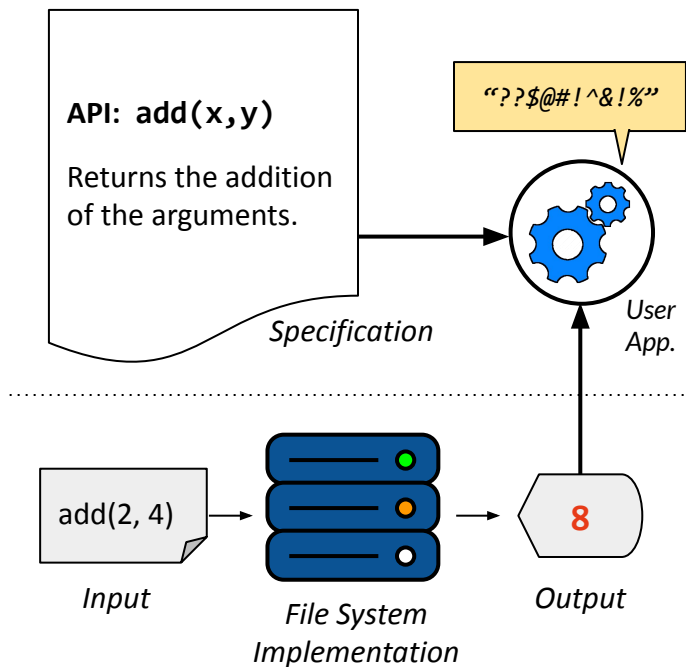 API: add(x,y)
Returns the addition
of the arguments.
Specification
“??$@#!^&!%”
User
App.
add(2, 4)
Input
File System
Implementation
8
Output